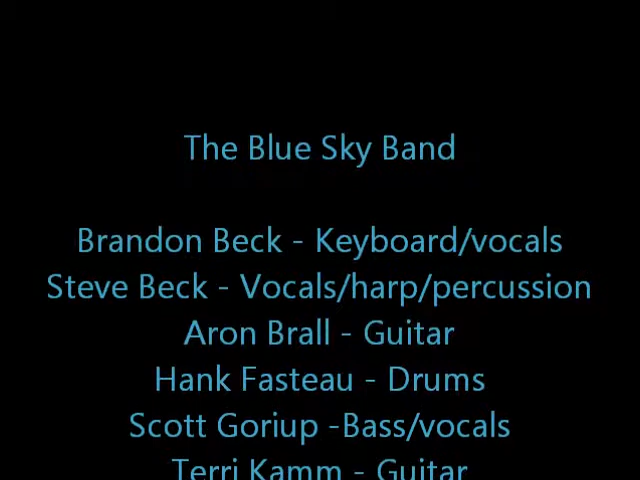 The Blue Sky Band
Brandon Beck - Keyboard/vocals
Steve Beck - Vocals/harp/percussion
Aron Brall - Guitar
Hank Fasteau - Drums
Scott Goriup -Bass/vocals
Terri Kamm - Guitar